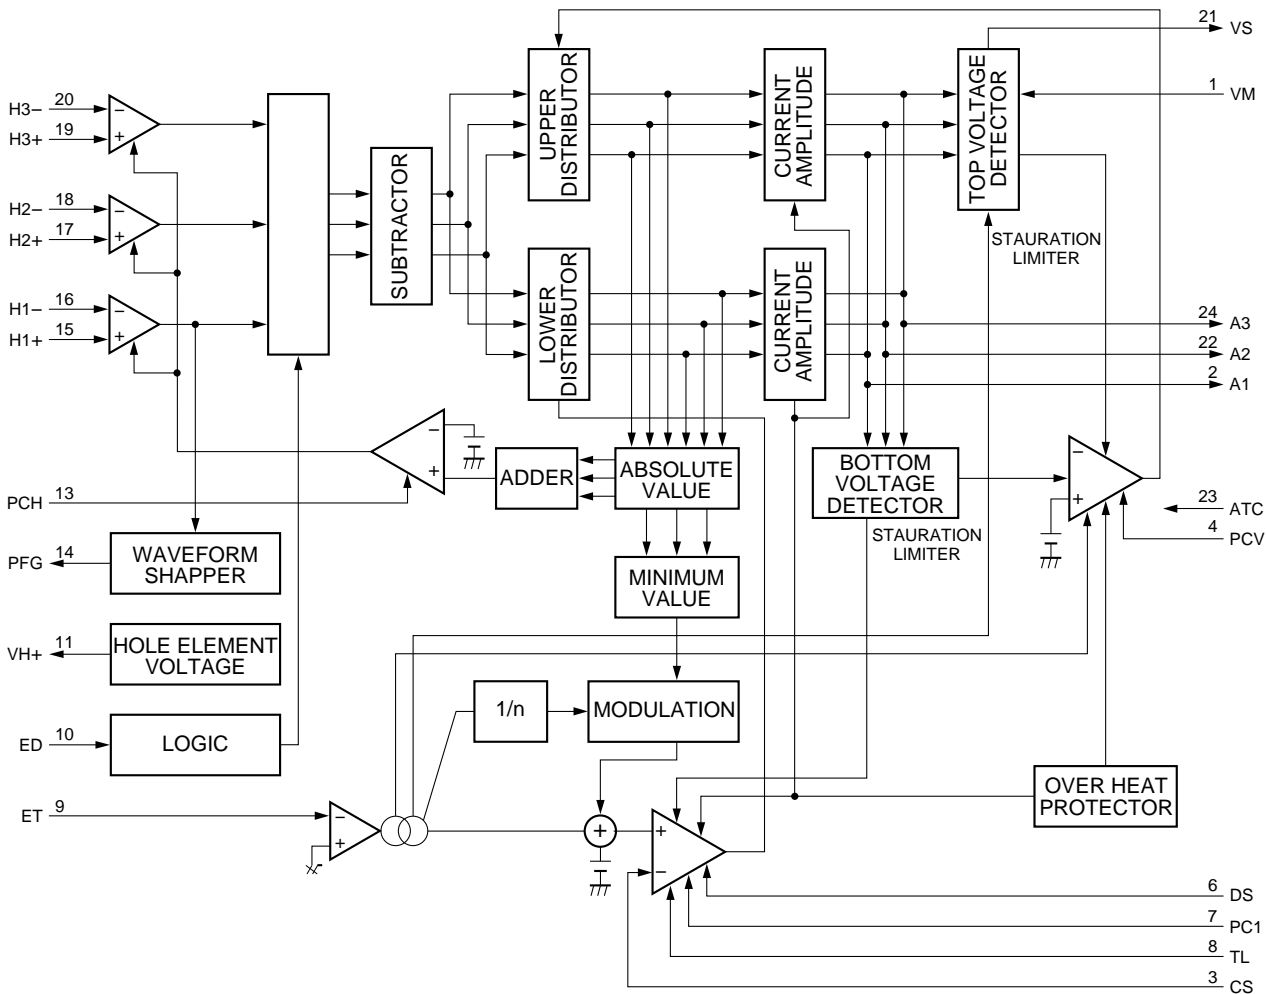 21 VS
1 VM
H3– 20
H3+ 19
H2– 18
H2+ 17
H1– 16
H1+ 15
–
+
–
+
–
+
SUBTRACTOR
UPPER
DISTRIBUTOR
CURRENT
AMPLITUDE
TOP VOLTAGE
DETECTOR
STAURATION
LIMITER
LOWER
DISTRIBUTOR
CURRENT
AMPLITUDE
24 A3
22 A2
2 A1
–
+
PCH 13
ADDER
ABSOLUTE
VALUE
BOTTOM
VOLTAGE
DETECTOR
STAURATION
LIMITER
–
+
23 ATC
4 PCV
PFG 14
WAVEFORM
SHAPPER
MINIMUM
VALUE
VH+ 11
HOLE ELEMENT
VOLTAGE
1/n
MODULATION
ED 10
LOGIC
OVER HEAT
PROTECTOR
ET 9
–
+
+
+
–
6 DS
7 PC1
8 TL
3 CS